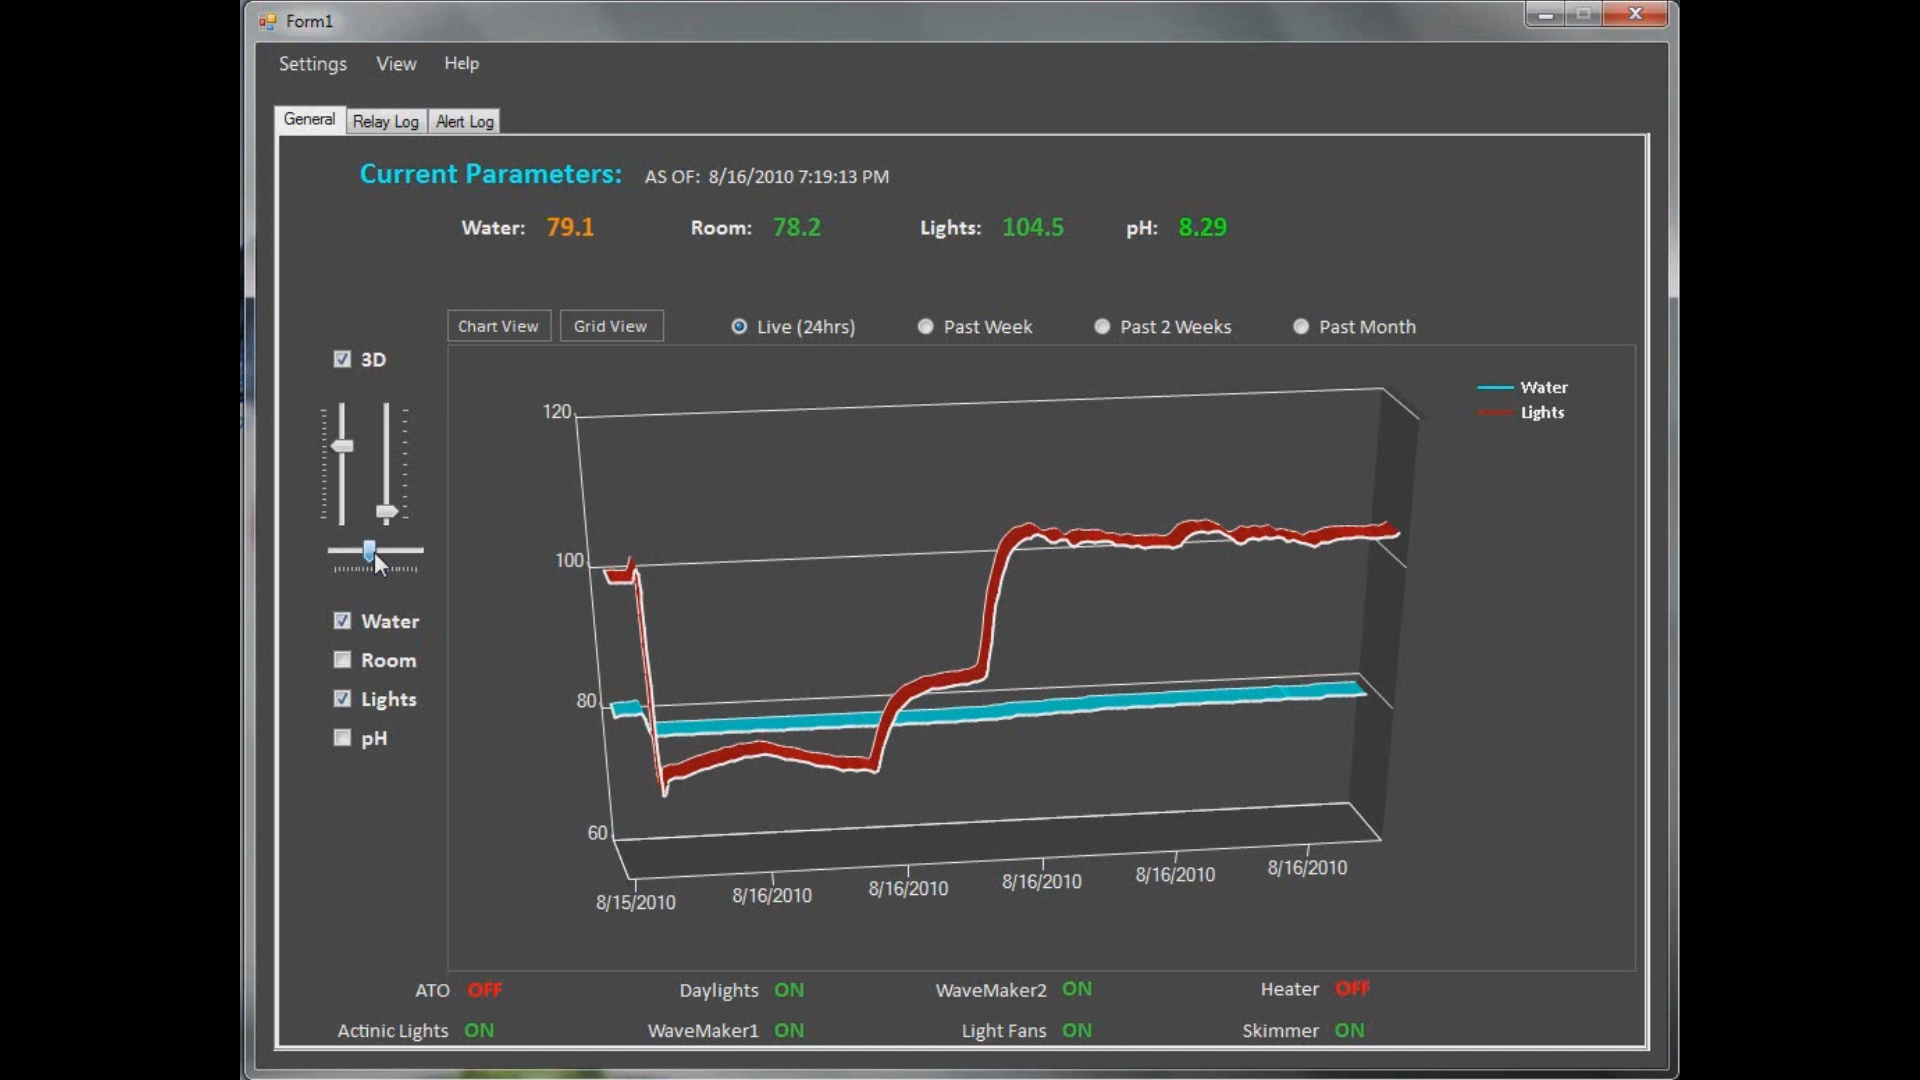 Form1
Settings View Help
General Relay Log Alert Log
Current Parameters: AS OF: 8/16/2010 7:19:13 PM
Water: 79.1 Room: 78.2 Lights: 104.5 pH: 8.29
Chart View Grid View Live (24hrs) Past Week Past 2 Weeks Past Month
3D
Water
Lights
120
100
80
60
Water
Room
Lights
pH
8/15/2010 8/16/2010 8/16/2010 8/16/2010 8/16/2010 8/16/2010
ATO OFF Daylights ON WaveMaker2 ON Heater OFF
Actinic Lights ON WaveMaker1 ON Light Fans ON Skimmer ON